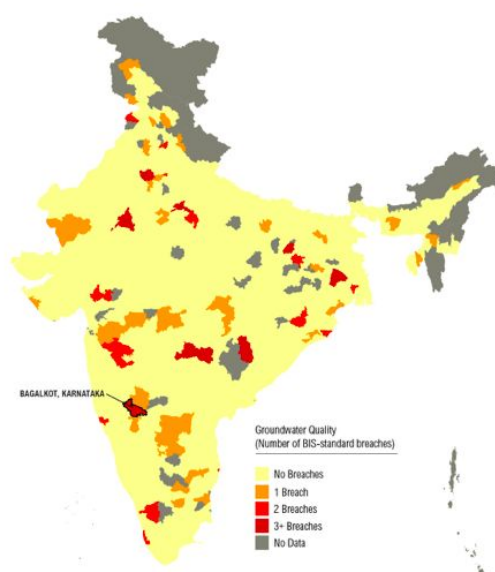 BAGALKOT, KARNATAKA
Groundwater Quality
(Number of BIS-standard breaches)
No Breaches
1 Breach
2 Breaches
3+ Breaches
No Data